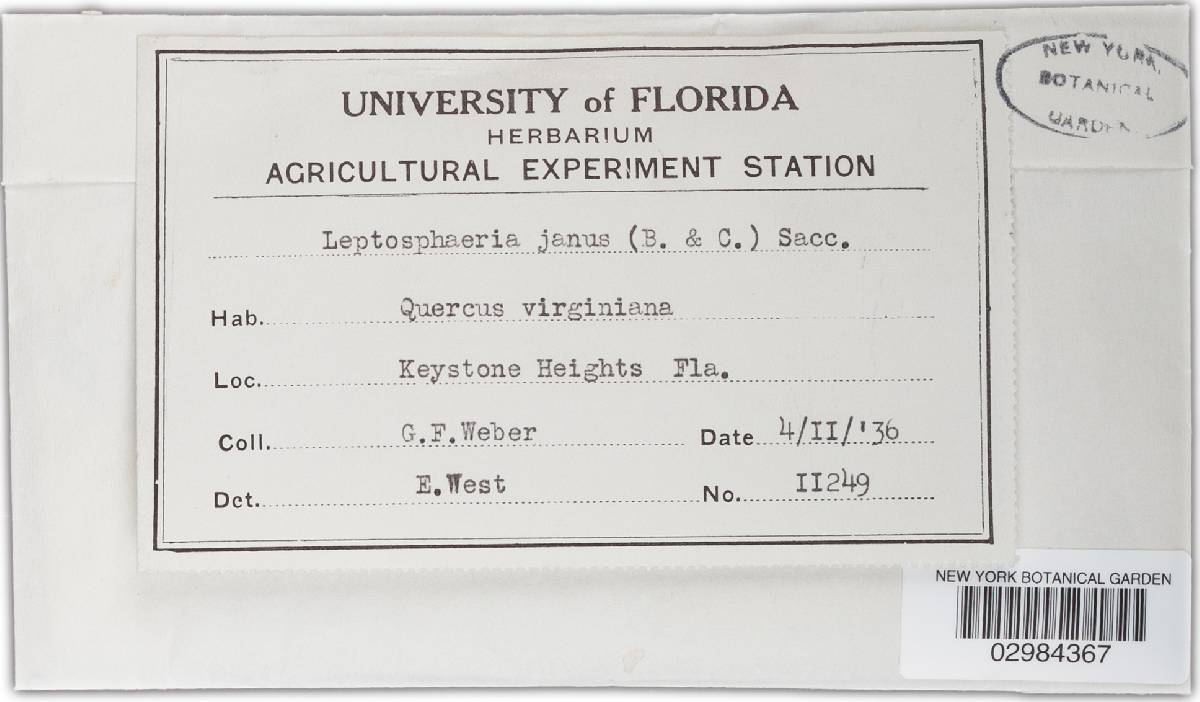 UNIVERSITY of FLORIDA
HERBARIUM
AGRICULTURAL EXPERIMENT STATION
Leptosphaeria janus (B. & C.) Sacc.
Hab. Quercus virginiana
Loc. Keystone Heights Fla.
Coll. G.F.Weber Date 4/II/'36
Det. E.West No. II249
NEW YORK
BOTANICAL
GARDEN
NEW YORK BOTANICAL GARDEN
02984367